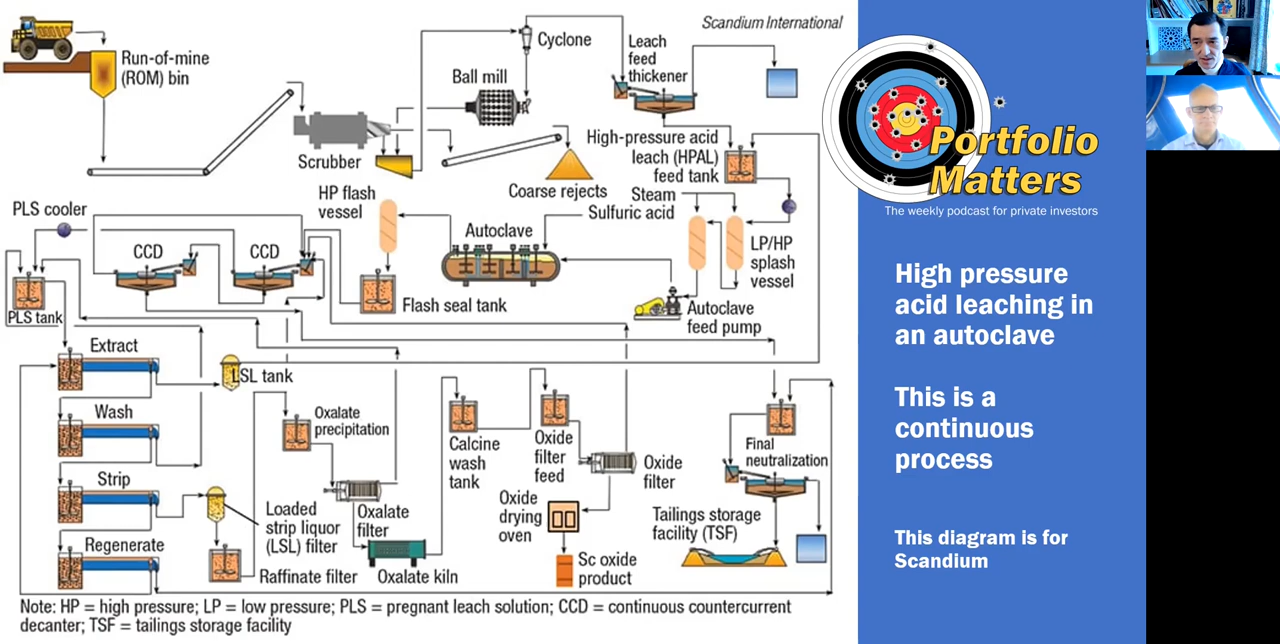 Scandium International
Run-of-mine
(ROM) bin
Cyclone
Ball mill
Leach
feed
thickener
Scrubber
Coarse rejects
High-pressure acid
leach (HPAL)
feed tank
Steam
Sulfuric acid
HP flash
vessel
PLS cooler
CCD
CCD
Autoclave
LP/HP
splash
vessel
PLS tank
Flash seal tank
Autoclave
feed pump
Extract
LSL tank
Wash
Oxalate
precipitation
Calcine
wash
tank
Oxide
filter
feed
Oxide
filter
Final
neutralization
Strip
Loaded
strip liquor
(LSL) filter
Oxalate
filter
Oxide
drying
oven
Tailings storage
facility (TSF)
Regenerate
Raffinate filter
Oxalate kiln
Sc oxide
product
Note: HP = high pressure; LP = low pressure; PLS = pregnant leach solution; CCD = continuous countercurrent
decanter; TSF = tailings storage facility
Portfolio
Matters
The weekly podcast for private investors
High pressure
acid leaching in
an autoclave
This is a
continuous
process
This diagram is for
Scandium